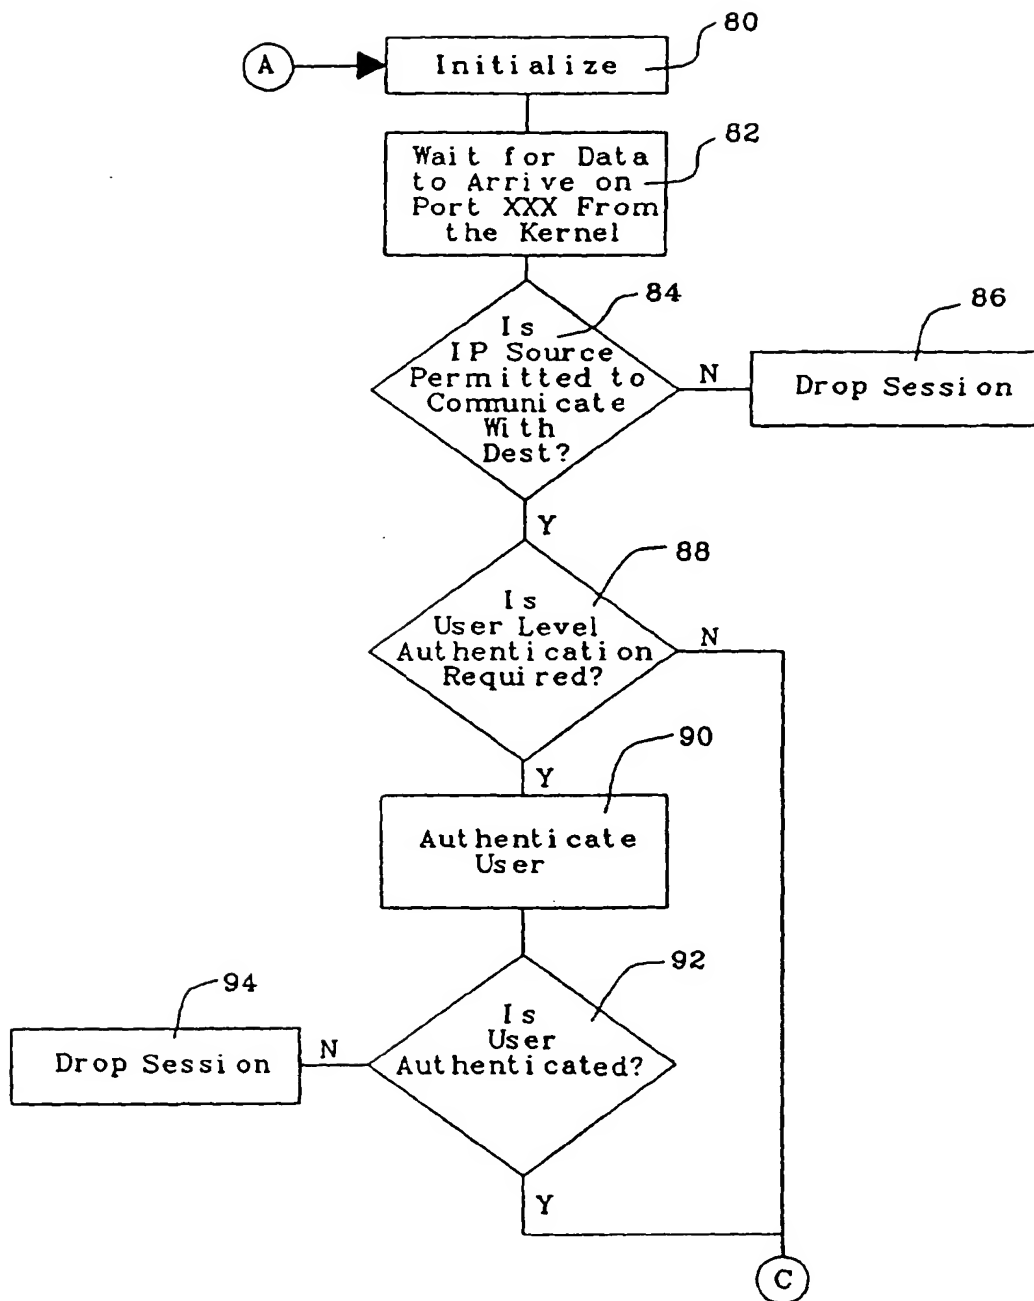 80
A
Initialize
82
Wait for Data
to Arrive on
Port XXX From
the Kernel
84
Is
IP Source
Permitted to
Communicate
With
Dest?
N
86
Drop Session
Y
88
Is
User Level
Authentication
Required?
N
Y
90
Authenticate
User
92
Is
User
Authenticated?
N
94
Drop Session
Y
C